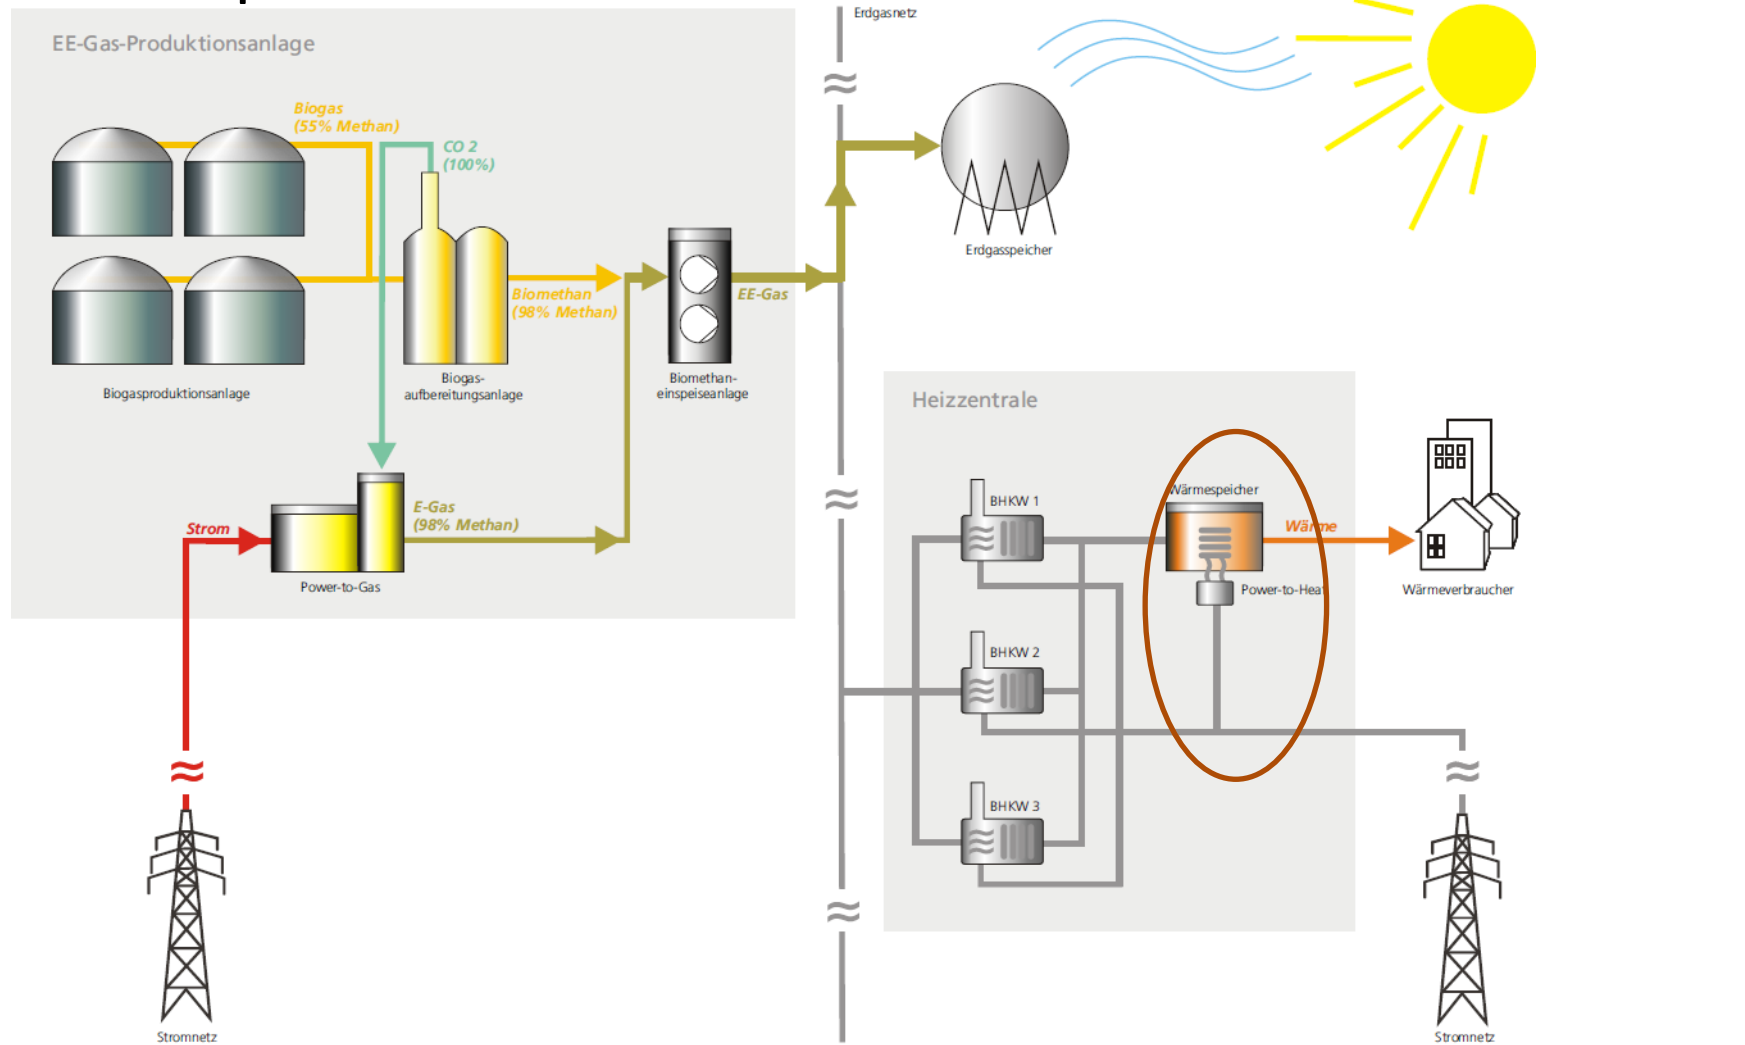 Erdgasnetz
EE-Gas-Produktionsanlage
Biogas
(55% Methan)
CO 2
(100%)
Erdgasspeicher
Biomethan
(98% Methan)
EE-Gas
Biogasproduktionsanlage
Biogas-
aufbereitungsanlage
Biomethan-
einspeiseanlage
Heizzentrale
E-Gas
(98% Methan)
Strom
Power-to-Gas
BHKW 1
Wärmespeicher
Wärme
Power-to-Heat
Wärmeverbraucher
BHKW 2
BHKW 3
Stromnetz
Stromnetz